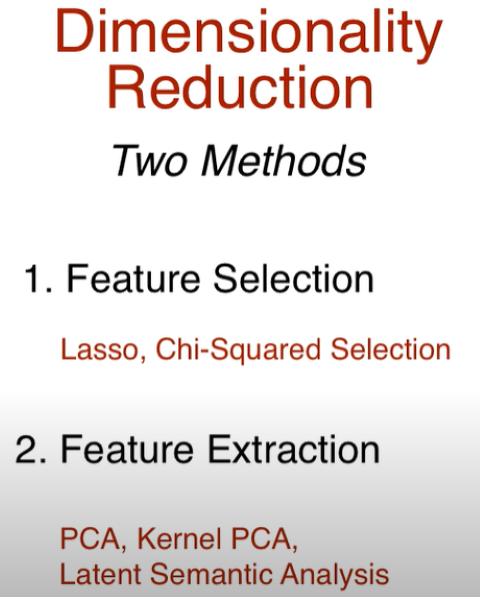 Dimensionality
Reduction
Two Methods
1. Feature Selection
Lasso, Chi-Squared Selection
2. Feature Extraction
PCA, Kernel PCA,
Latent Semantic Analysis